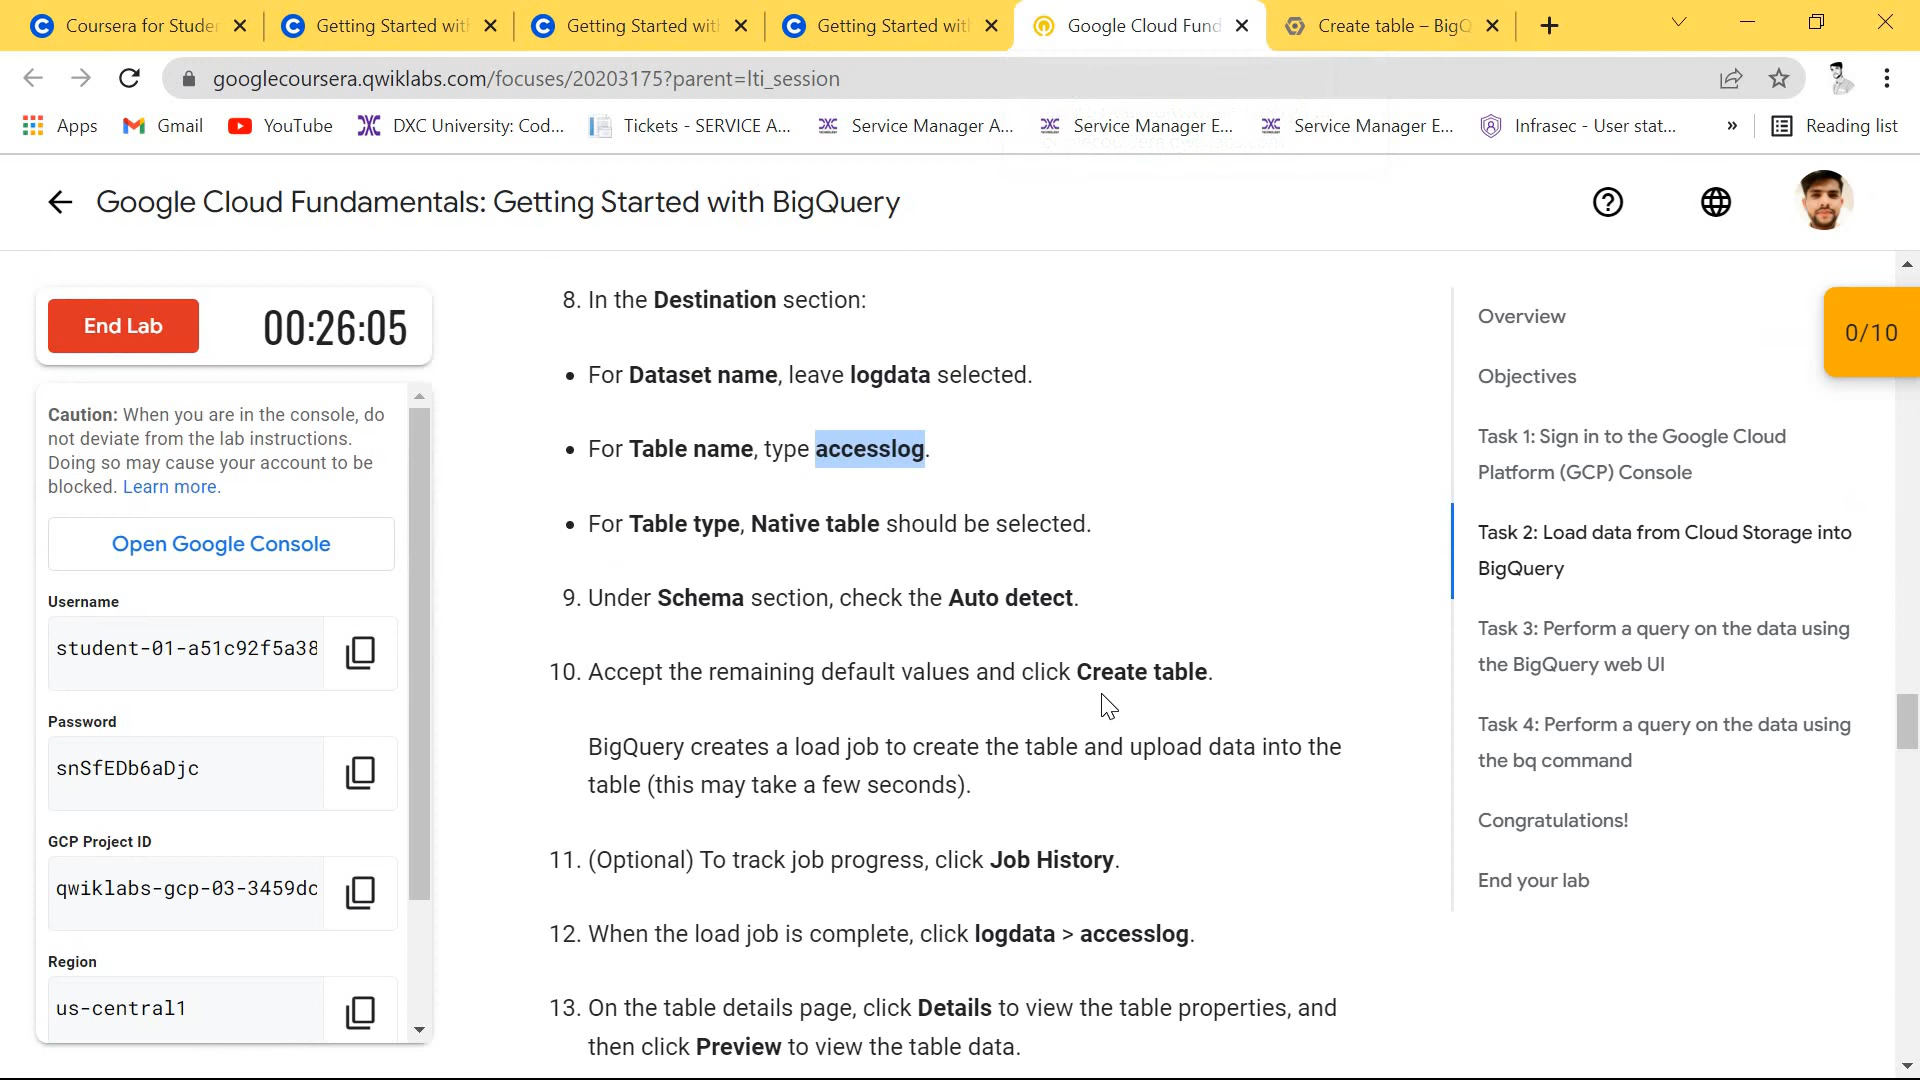 Coursera for Studen
Getting Started with
Getting Started with
Getting Started with
Google Cloud Fund
Create table – BigQ
googlecoursera.qwiklabs.com/focuses/20203175?parent=lti_session
Apps
Gmail
YouTube
DXC University: Cod...
Tickets - SERVICE A...
Service Manager A...
Service Manager E...
Service Manager E...
Infrasec - User stat...
»
Reading list
Google Cloud Fundamentals: Getting Started with BigQuery
End Lab
00:26:05
Caution: When you are in the console, do
not deviate from the lab instructions.
Doing so may cause your account to be
blocked. Learn more.
Open Google Console
Username
student-01-a51c92f5a38
Password
snSfEDb6aDjc
GCP Project ID
qwiklabs-gcp-03-3459dc
Region
us-central1
8. In the Destination section:
• For Dataset name, leave logdata selected.
• For Table name, type accesslog.
• For Table type, Native table should be selected.
9. Under Schema section, check the Auto detect.
10. Accept the remaining default values and click Create table.
BigQuery creates a load job to create the table and upload data into the
table (this may take a few seconds).
11. (Optional) To track job progress, click Job History.
12. When the load job is complete, click logdata > accesslog.
13. On the table details page, click Details to view the table properties, and
then click Preview to view the table data.
Overview
Objectives
Task 1: Sign in to the Google Cloud
Platform (GCP) Console
Task 2: Load data from Cloud Storage into
BigQuery
Task 3: Perform a query on the data using
the BigQuery web UI
Task 4: Perform a query on the data using
the bq command
Congratulations!
End your lab
0/10